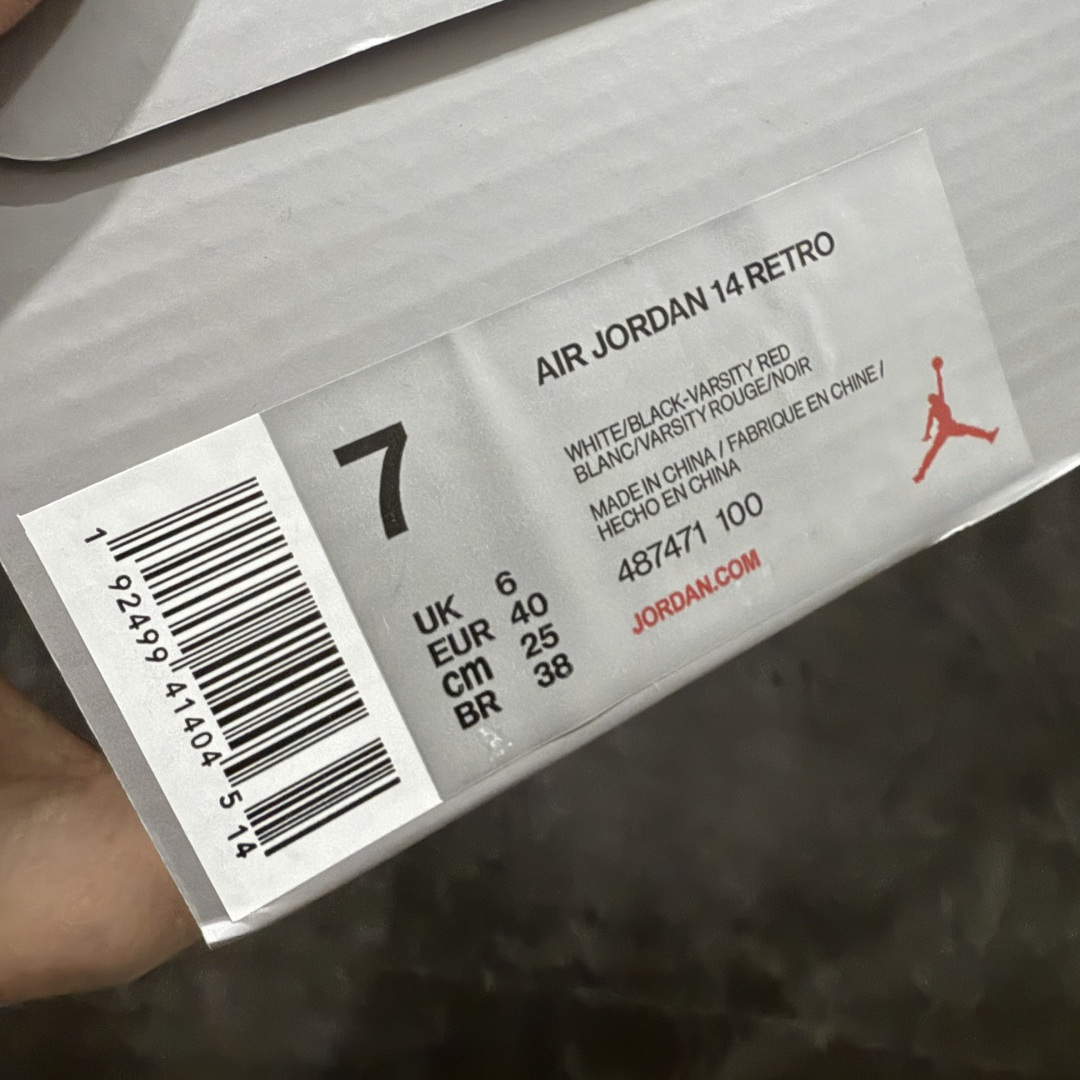 AIR JORDAN 14 RETRO
WHITE/BLACK-VARSITY RED
BLANC/VARSITY ROUGE/NOIR
MADE IN CHINA / FABRIQUE EN CHINE /
HECHO EN CHINA
487471 100
JORDAN.COM
7
UK 6
EUR 40
cm 25
BR 38
1 92499 41404 5 14